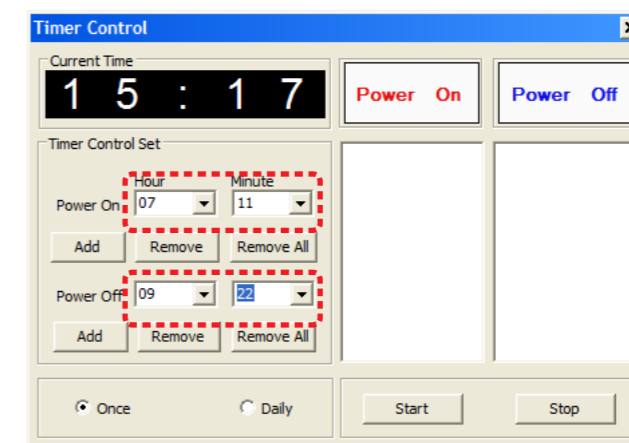 Timer Control
Current Time
15:17
Power On
Power Off
Timer Control Set
Hour Minute
Power On 07 11
Add Remove Remove All
Power Off 09 22
Add Remove Remove All
Once Daily
Start Stop